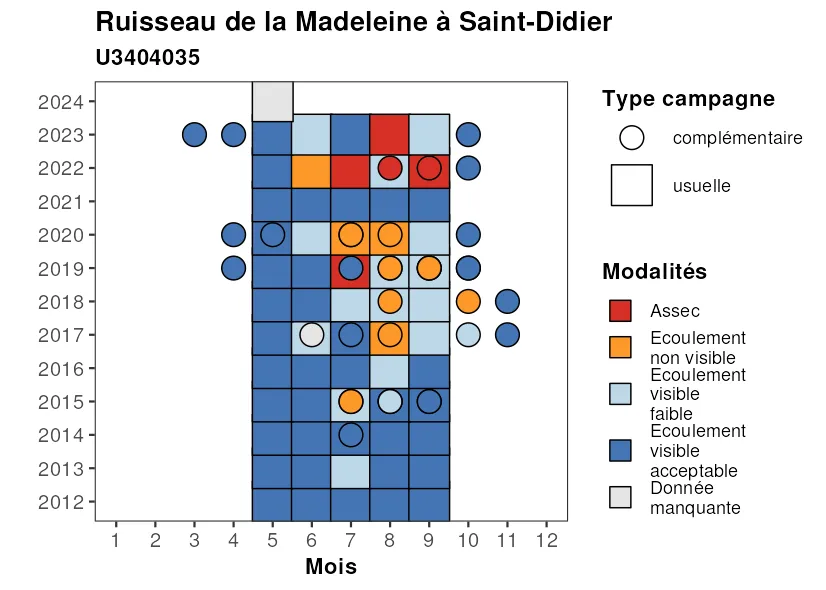 Ruisseau de la Madeleine à Saint-Didier
U3404035
2024
2023
2022
2021
2020
2019
2018
2017
2016
2015
2014
2013
2012
1 2 3 4 5 6 7 8 9 10 11 12
Mois
Type campagne
complémentaire
usuelle
Modalités
Assec
Ecoulement
non visible
Ecoulement
visible
faible
Ecoulement
visible
acceptable
Donnée
manquante